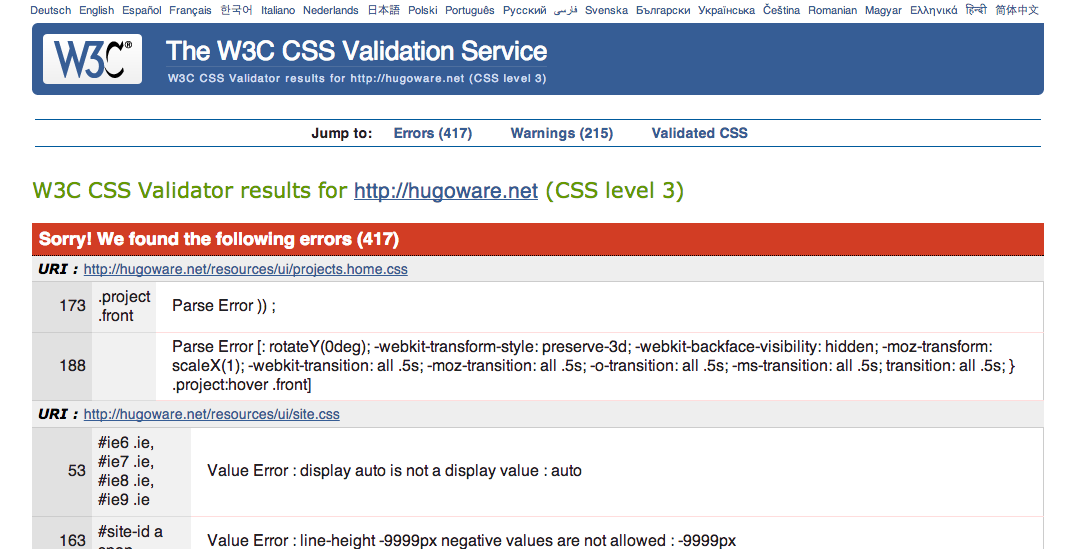 Deutsch English Español Français 한국어 Italiano Nederlands 日本語 Polski Português Русский فارسی Svenska Български Українська Čeština Romanian Magyar Ελληνικά हिन्दी 简体中文
W3C®
The W3C CSS Validation Service
W3C CSS Validator results for http://hugoware.net (CSS level 3)
Jump to: Errors (417) Warnings (215) Validated CSS
W3C CSS Validator results for http://hugoware.net (CSS level 3)
Sorry! We found the following errors (417)
URI : http://hugoware.net/resources/ui/projects.home.css
173 .project .front Parse Error )) ;
188 Parse Error [: rotateY(0deg); -webkit-transform-style: preserve-3d; -webkit-backface-visibility: hidden; -moz-transform:
scaleX(1); -webkit-transition: all .5s; -moz-transition: all .5s; -o-transition: all .5s; -ms-transition: all .5s; transition: all .5s; }
.project:hover .front]
URI : http://hugoware.net/resources/ui/site.css
53 #ie6 .ie,
#ie7 .ie,
#ie8 .ie,
#ie9 .ie
Value Error : display auto is not a display value : auto
163 #site-id a
Value Error : line-height -9999px negative values are not allowed : -9999px